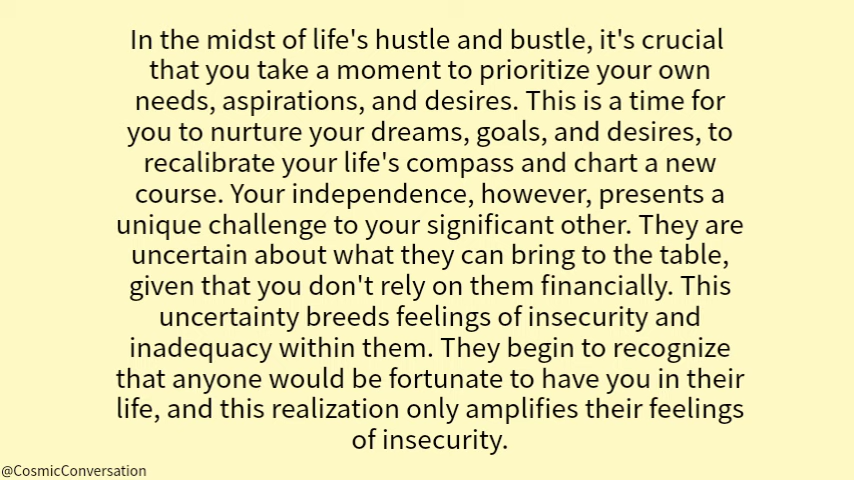 In the midst of life's hustle and bustle, it's crucial
that you take a moment to prioritize your own
needs, aspirations, and desires. This is a time for
you to nurture your dreams, goals, and desires, to
recalibrate your life's compass and chart a new
course. Your independence, however, presents a
unique challenge to your significant other. They are
uncertain about what they can bring to the table,
given that you don't rely on them financially. This
uncertainty breeds feelings of insecurity and
inadequacy within them. They begin to recognize
that anyone would be fortunate to have you in their
life, and this realization only amplifies their feelings
of insecurity.
@CosmicConversation